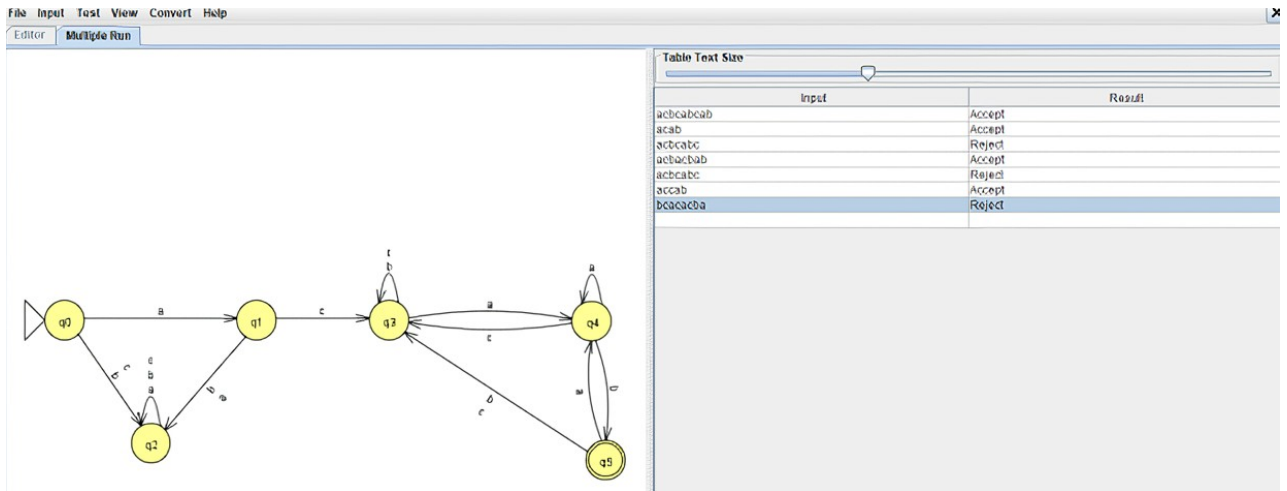 File Input Test View Convert Help
Editor Multiple Run
Table Text Size
Input Result
acbcabcab Accept
acab Accept
acbcabc Reject
acbacbab Accept
acbcabc Reject
accab Accept
bcacacba Reject
b
a
a
q0 a q1 c q3 a q4
c
c
b
c
b
a
b
a
a
b
b
c
q2
q5